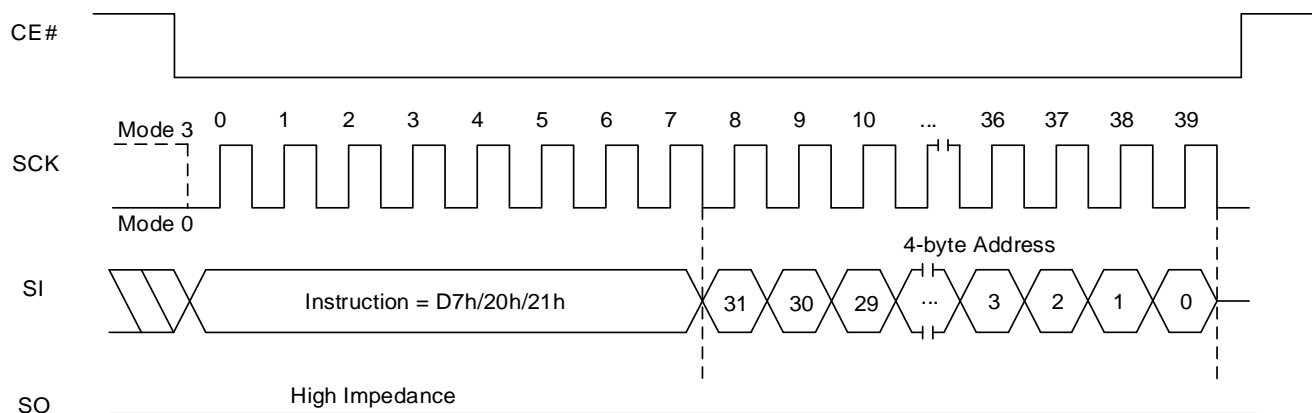 CE#
0 1 2 3 4 5 6 7 8 9 10 ... 36 37 38 39
Mode 3
SCK
Mode 0
4-byte Address
SI
Instruction = D7h/20h/21h 31 30 29 ... 3 2 1 0
High Impedance
SO